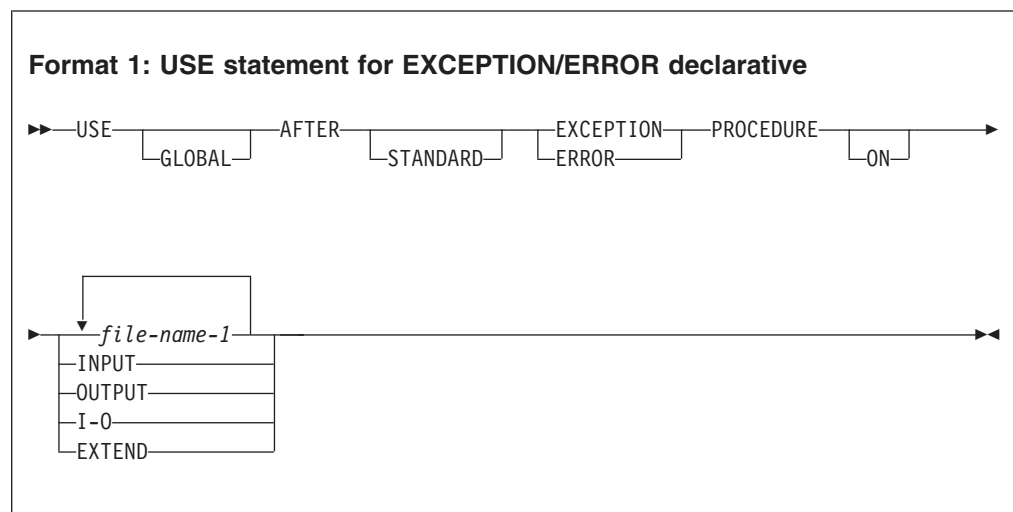 Format 1: USE statement for EXCEPTION/ERROR declarative
USE AFTER EXCEPTION PROCEDURE
GLOBAL STANDARD ERROR ON
file-name-1
INPUT
OUTPUT
I-O
EXTEND